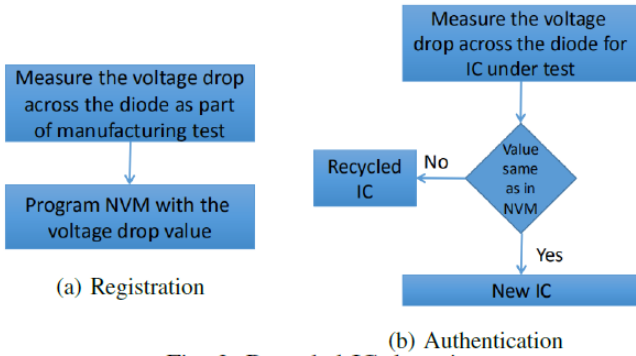 Measure the voltage drop
across the diode as part
of manufacturing test
Program NVM with the
voltage drop value
(a) Registration
Measure the voltage
drop across the diode for
IC under test
Value
same
as in
NVM
No
Recycled
IC
Yes
New IC
(b) Authentication